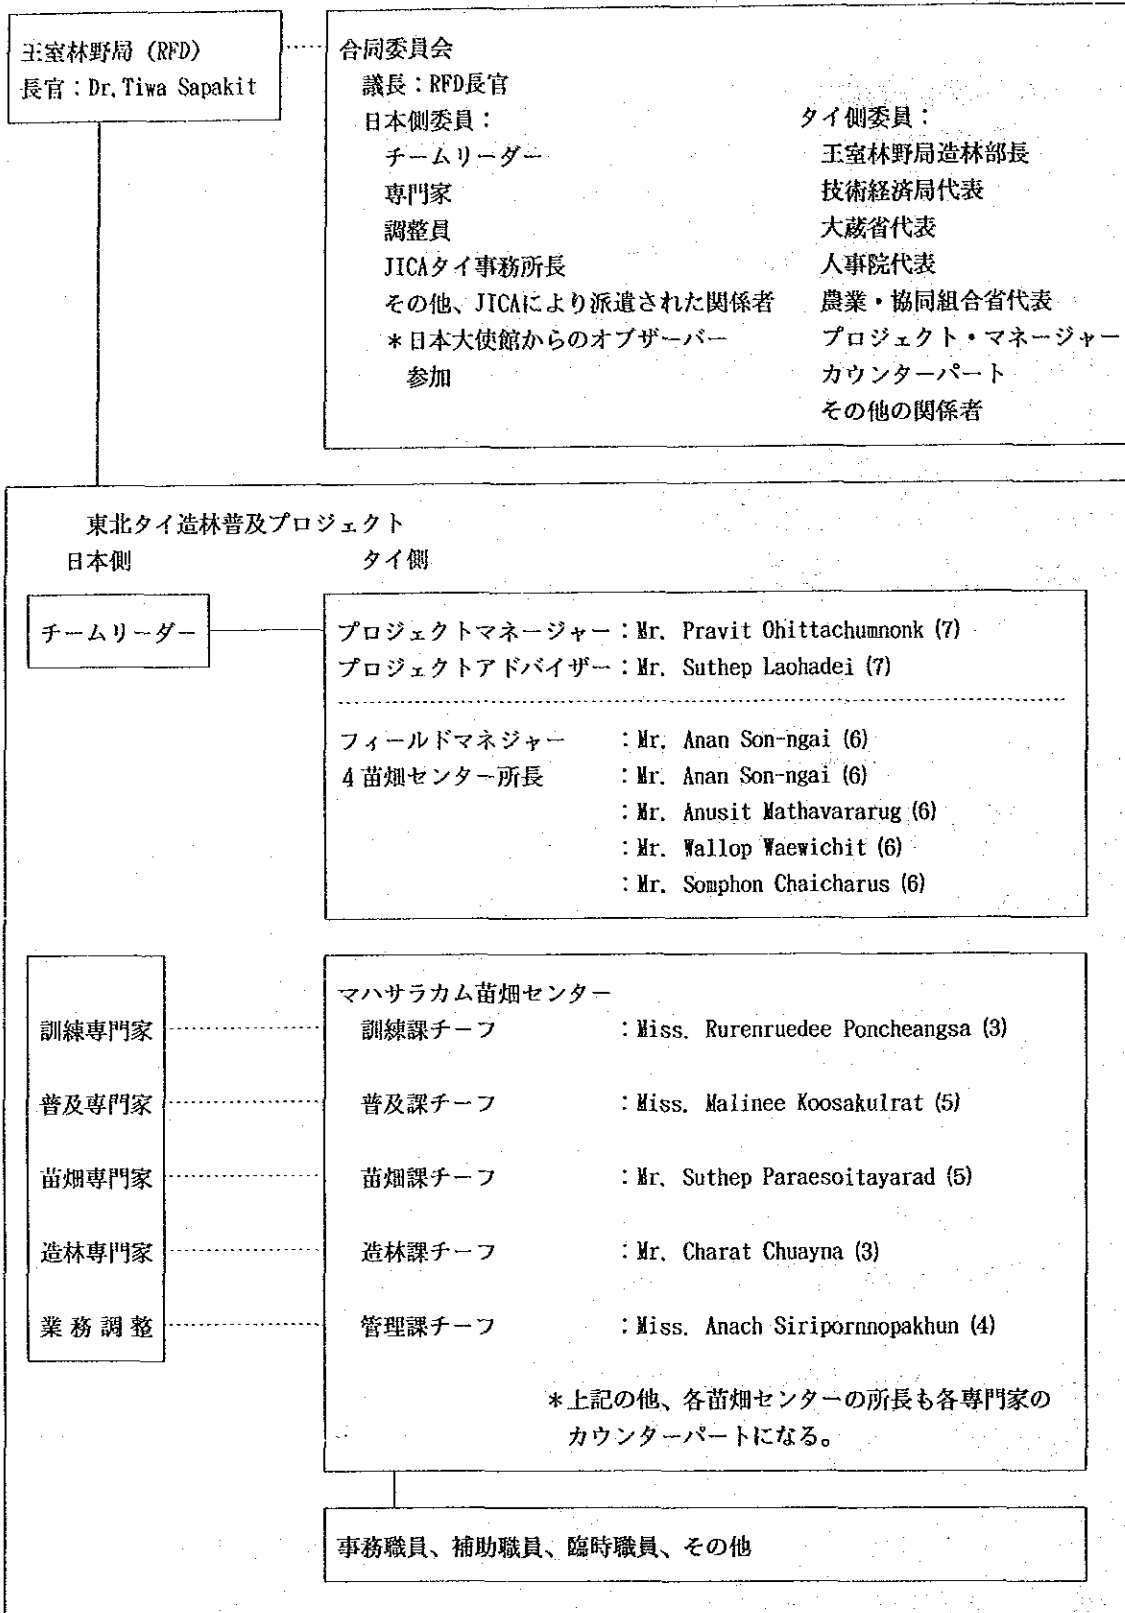 王室林野局 (RFD)
長官：Dr. Tiwa Sapakit
合同委員会
議長：RFD長官
日本側委員：
チームリーダー
専門家
調整員
JICAタイ事務所長
その他、JICAにより派遣された関係者
＊日本大使館からのオブザーバー
参加
タイ側委員：
王室林野局造林部長
技術経済局代表
大蔵省代表
人事院代表
農業・協同組合省代表
プロジェクト・マネージャー
カウンターパート
その他の関係者
東北タイ造林普及プロジェクト
日本側 タイ側
チームリーダー
プロジェクトマネージャー：Mr. Pravit Ohittachumnonk (7)
プロジェクトアドバイザー：Mr. Suthep Laohadei (7)
フィールドマネジャー ：Mr. Anan Son-ngai (6)
4苗畑センター所長 ：Mr. Anan Son-ngai (6)
：Mr. Anusit Mathavararug (6)
：Mr. Wallop Waewichit (6)
：Mr. Somphon Chaicharus (6)
マハサラカム苗畑センター
訓練専門家 訓練課チーフ ：Miss. Rurenruedee Poncheangsa (3)
普及専門家 普及課チーフ ：Miss. Malinee Koosakulrat (5)
苗畑専門家 苗畑課チーフ ：Mr. Suthep Paraesoitayarad (5)
造林専門家 造林課チーフ ：Mr. Charat Chuayna (3)
業務調整 管理課チーフ ：Miss. Anach Siripornnopakhun (4)
＊上記の他、各苗畑センターの所長も各専門家の
カウンターパートになる。
事務職員、補助職員、臨時職員、その他